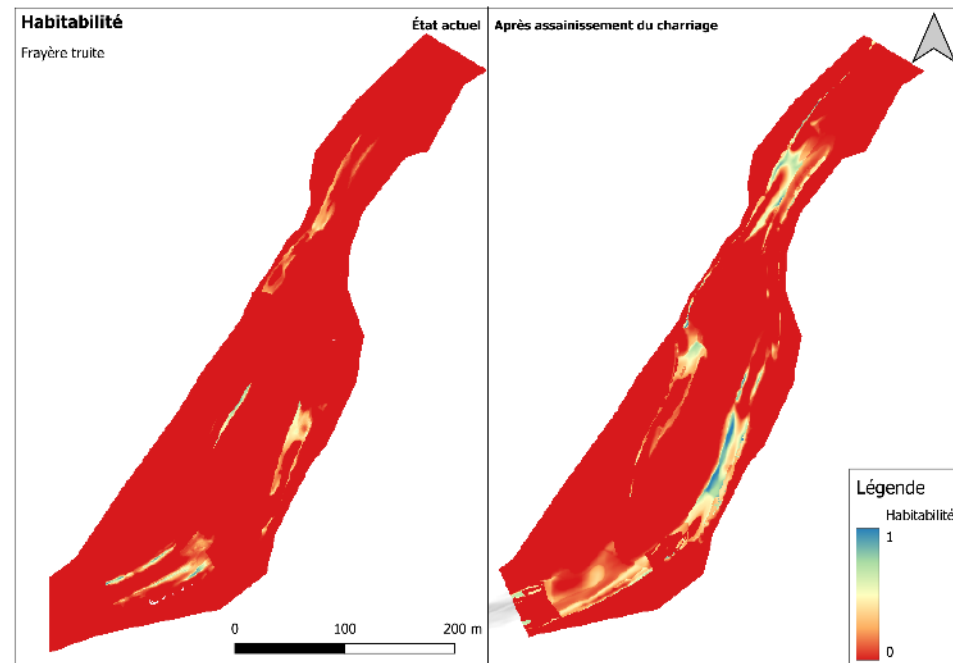 Habitabilité
État actuel
Après assainissement du charriage
Frayère truite
Légende
Habitabilité
1
0
0 100 200 m